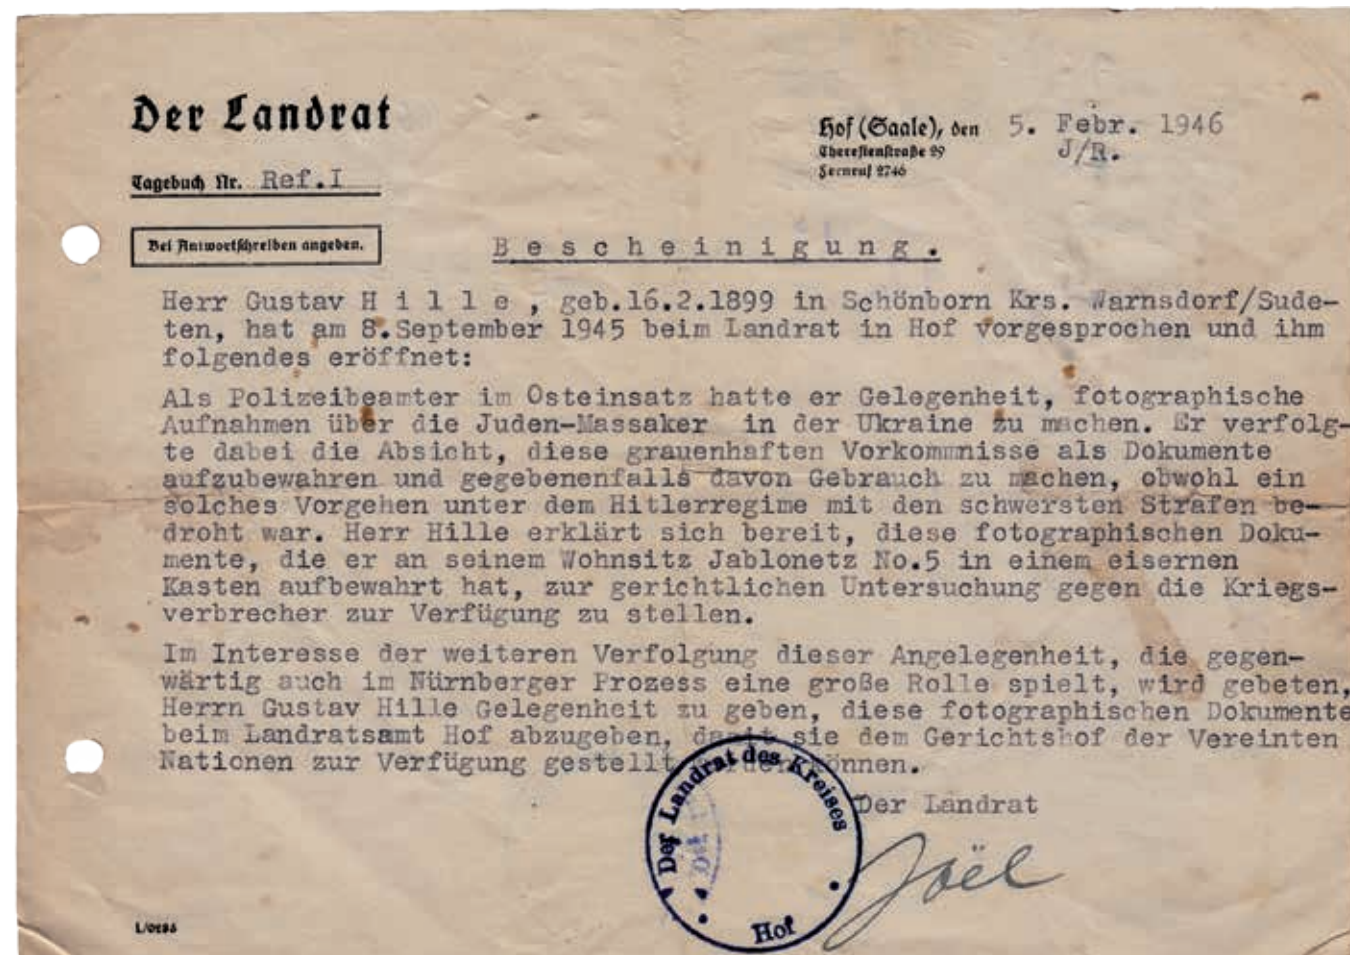 Der Landrat
Hof (Saale), den 5. Febr. 1946
Theresienstraße 29 J/R.
Fernruf 2746
Tagebuch Nr. Ref.I
Bei Antwortschreiben angeben.
Bescheinigung.
Herr Gustav Hille, geb.16.2.1899 in Schönborn Krs. Warnsdorf/Sude-
ten, hat am 8.September 1945 beim Landrat in Hof vorgesprochen und ihm
folgendes eröffnet:
Als Polizeibeamter im Osteinsatz hatte er Gelegenheit, fotographische
Aufnahmen über die Juden-Massaker in der Ukraine zu machen. Er verfolg-
te dabei die Absicht, diese grauenhaften Vorkommnisse als Dokumente
aufzubewahren und gegebenenfalls davon Gebrauch zu machen, obwohl ein
solches Vorgehen unter dem Hitlerregime mit den schwersten Strafen be-
droht war. Herr Hille erklärt sich bereit, diese fotographischen Doku-
mente, die er an seinem Wohnsitz Jablonetz No.5 in einem eisernen
Kasten aufbewahrt hat, zur gerichtlichen Untersuchung gegen die Kriegs-
verbrecher zur Verfügung zu stellen.
Im Interesse der weiteren Verfolgung dieser Angelegenheit, die gegen-
wärtig auch im Nürnberger Prozess eine große Rolle spielt, wird gebeten,
Herrn Gustav Hille Gelegenheit zu geben, diese fotographischen Dokumente
beim Landratsamt Hof abzugeben, damit sie dem Gerichtshof der Vereinten
Nationen zur Verfügung gestellt werden können.
Der Landrat
Joël
Der Landrat des Kreises
Hof